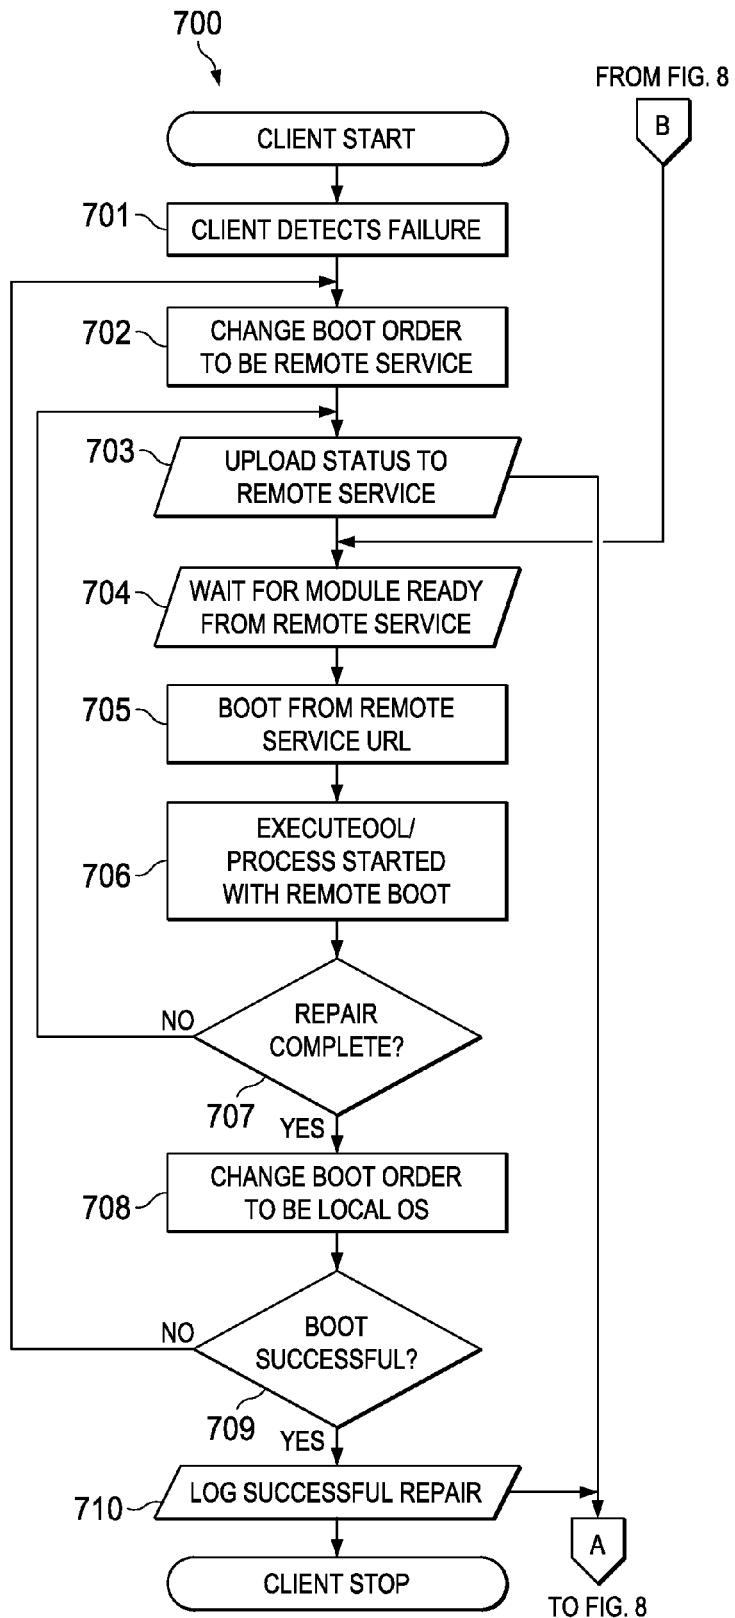 700
FROM FIG. 8
B
CLIENT START
701
CLIENT DETECTS FAILURE
702
CHANGE BOOT ORDER
TO BE REMOTE SERVICE
703
UPLOAD STATUS TO
REMOTE SERVICE
704
WAIT FOR MODULE READY
FROM REMOTE SERVICE
705
BOOT FROM REMOTE
SERVICE URL
706
EXECUTEOOL/
PROCESS STARTED
WITH REMOTE BOOT
NO
REPAIR
COMPLETE?
707
YES
708
CHANGE BOOT ORDER
TO BE LOCAL OS
NO
BOOT
SUCCESSFUL?
709
YES
710
LOG SUCCESSFUL REPAIR
A
CLIENT STOP
TO FIG. 8